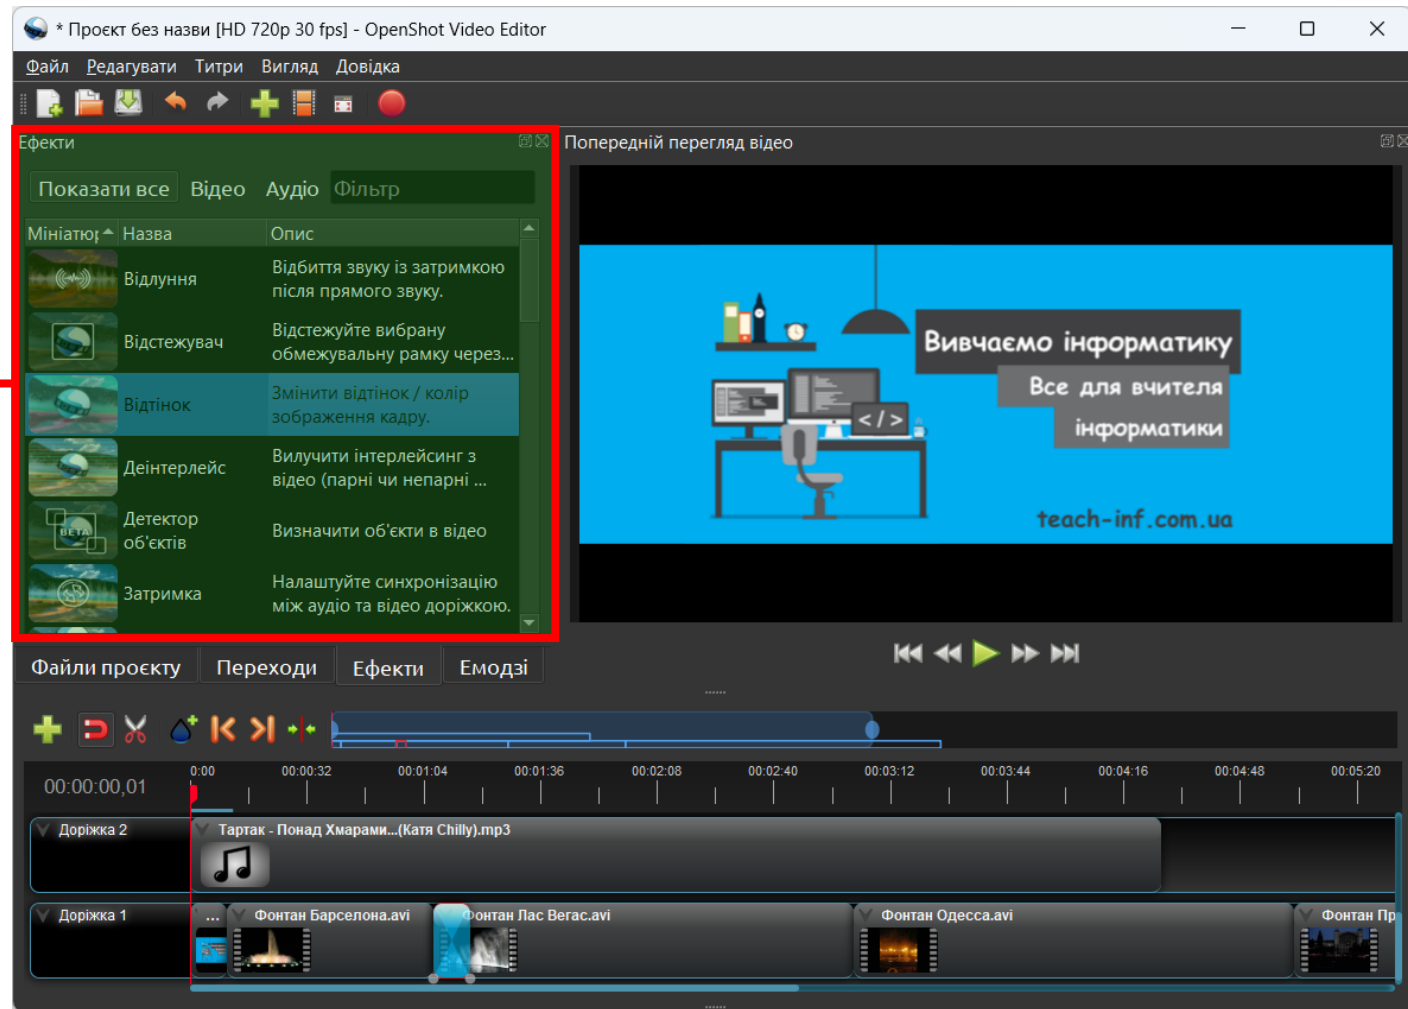 * Проєкт без назви [HD 720p 30 fps] - OpenShot Video Editor
Файл Редагувати Титри Вигляд Довідка
Ефекти
Попередній перегляд відео
Показати все Відео Аудіо Фільтр
Мініатюр Назва Опис
Відлуння
Відбиття звуку із затримкою
після прямого звуку.
Відстежувач
Відстежуйте вибрану
обмежувальну рамку через...
Відтінок
Змінити відтінок / колір
зображення кадру.
Деінтерлейс
Вилучити інтерлейсинг з
відео (парні чи непарні ...
BETA
Детектор
об'єктів
Визначити об'єкти в відео
Затримка
Налаштуйте синхронізацію
між аудіо та відео доріжкою.
Вивчаємо інформатику
Все для вчителя
інформатики
</>
teach-inf.com.ua
Файли проєкту Переходи Ефекти Емодзі
00:00:00,01
0:00 00:00:32 00:01:04 00:01:36 00:02:08 00:02:40 00:03:12 00:03:44 00:04:16 00:04:48 00:05:20
Доріжка 2
Тартак - Понад Хмарами...(Катя Chilly).mp3
Доріжка 1
...
Фонтан Барселона.avi
Фонтан Лас Вегас.avi
Фонтан Одесса.avi
Фонтан Пр